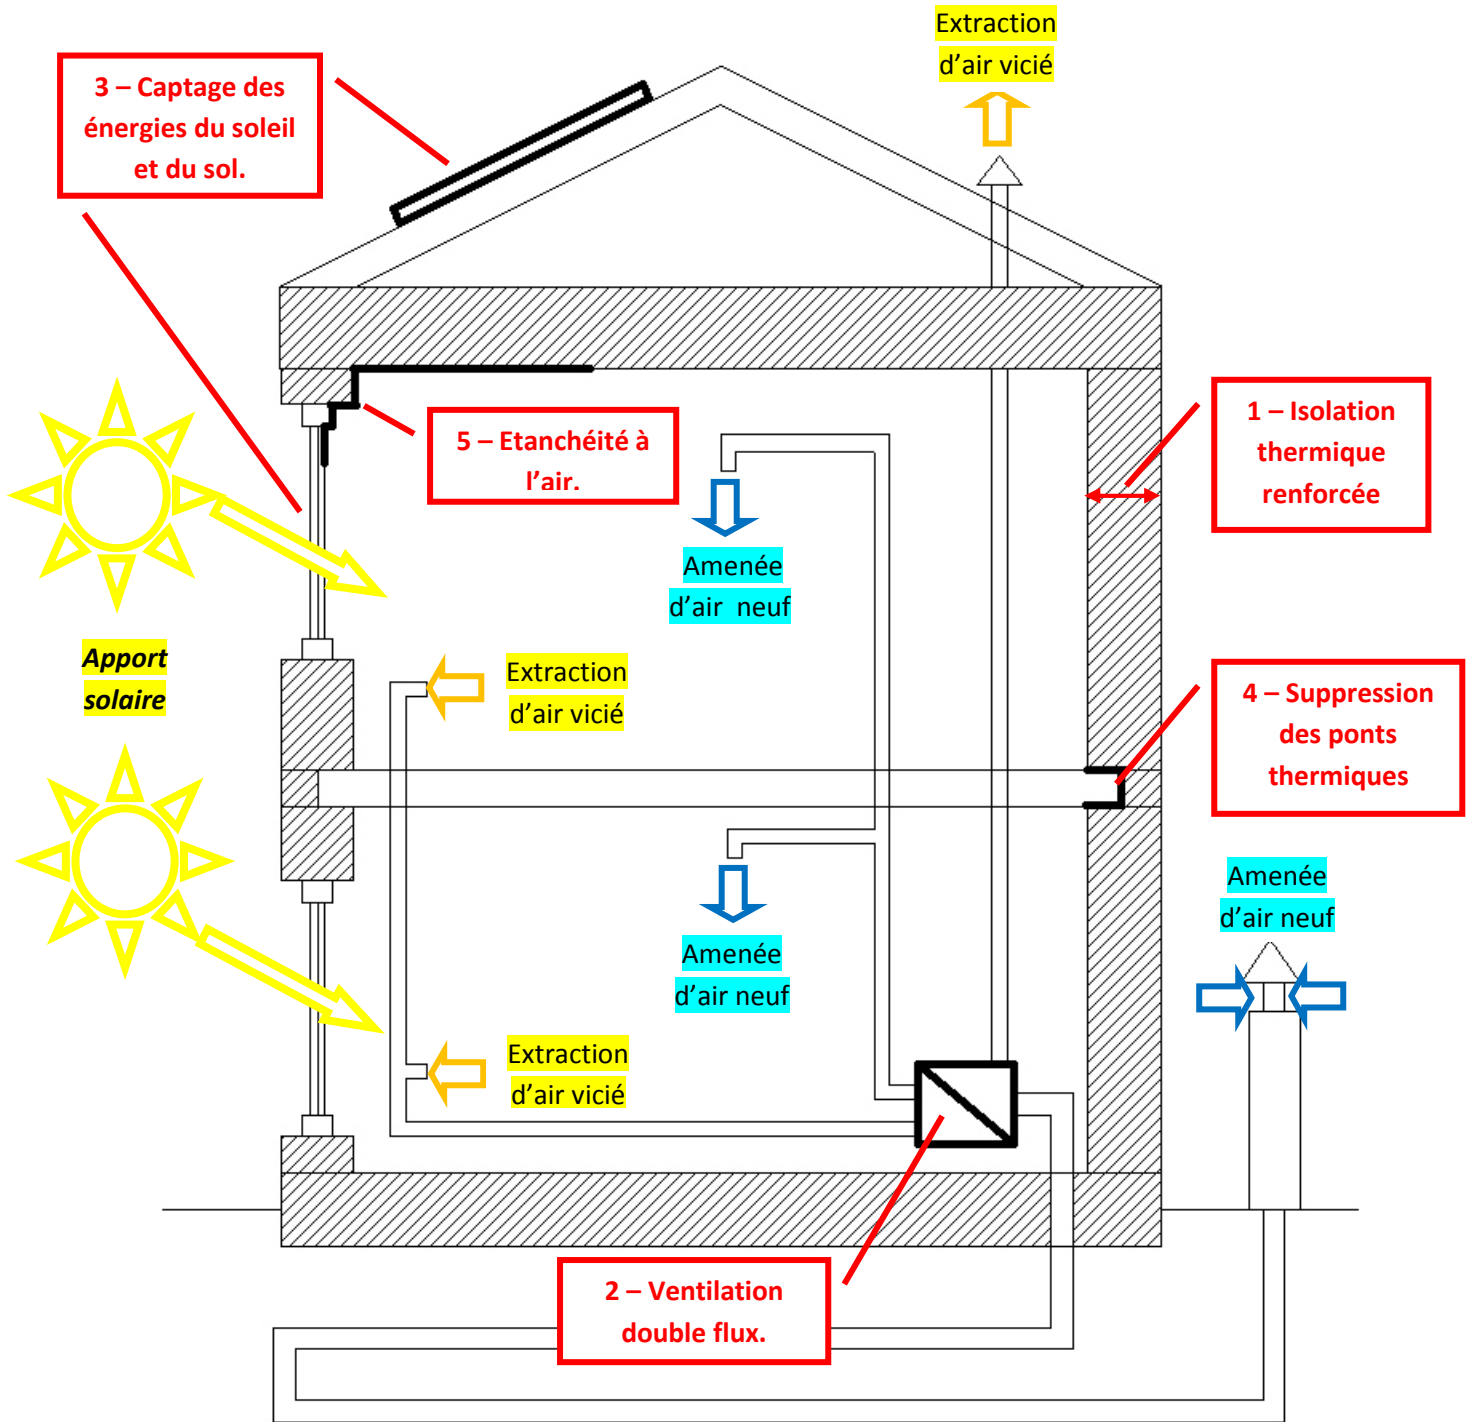 Extraction
d’air vicié
3 – Captage des
énergies du soleil
et du sol.
1 – Isolation
thermique
renforcée
5 – Etanchéité à
l’air.
Amenée
d’air neuf
Apport
solaire
Extraction
d’air vicié
4 – Suppression
des ponts
thermiques
Amenée
d’air neuf
Amenée
d’air neuf
Extraction
d’air vicié
2 – Ventilation
double flux.